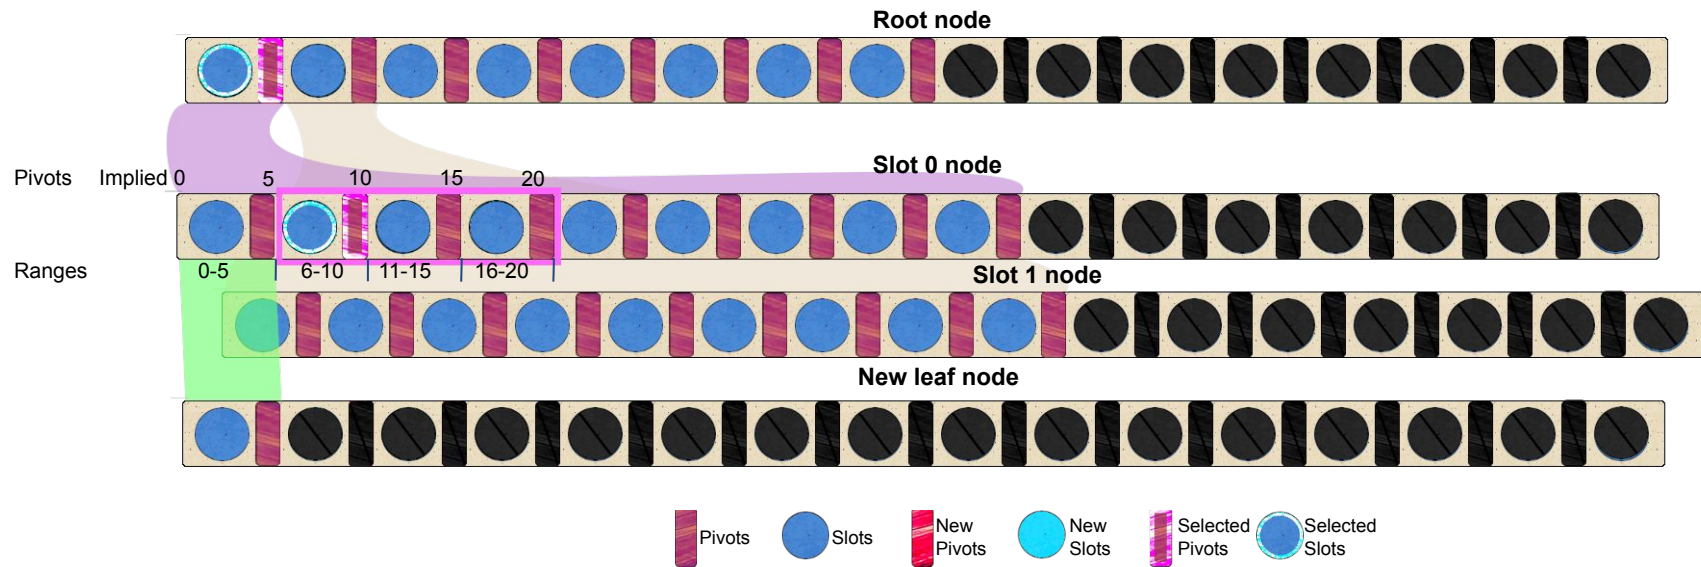 Root node
Slot 0 node
Pivots Implied 0 5 10 15 20
Ranges 0-5 6-10 11-15 16-20
Slot 1 node
New leaf node
Pivots
Slots
New
Pivots
New
Slots
Selected
Pivots
Selected
Slots